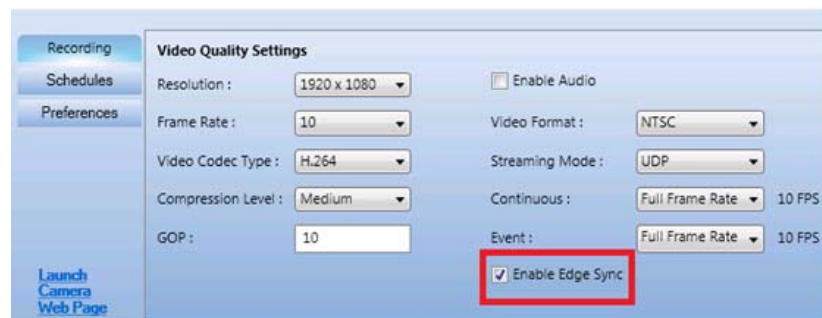 Recording
Schedules
Preferences
Launch
Camera
Web Page
Video Quality Settings
Resolution : 1920 x 1080
Enable Audio
Frame Rate : 10
Video Format : NTSC
Video Codec Type : H.264
Streaming Mode : UDP
Compression Level : Medium
Continuous : Full Frame Rate 10 FPS
GOP : 10
Event : Full Frame Rate 10 FPS
Enable Edge Sync